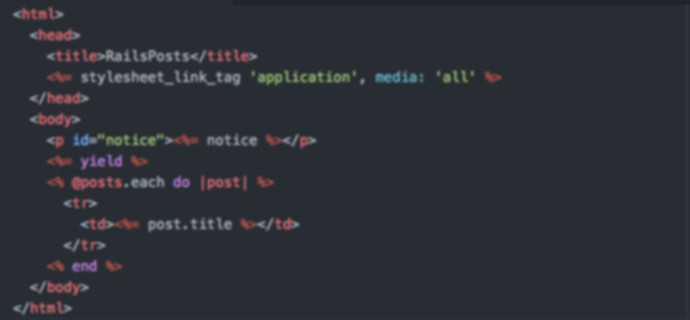 <html>
<head>
<title>RailsPosts</title>
<%= stylesheet_link_tag 'application', media: 'all' %>
</head>
<body>
<p id="notice"><%= notice %></p>
<%= yield %>
<% @posts.each do |post| %>
<tr>
<td><%= post.title %></td>
</tr>
<% end %>
</body>
</html>